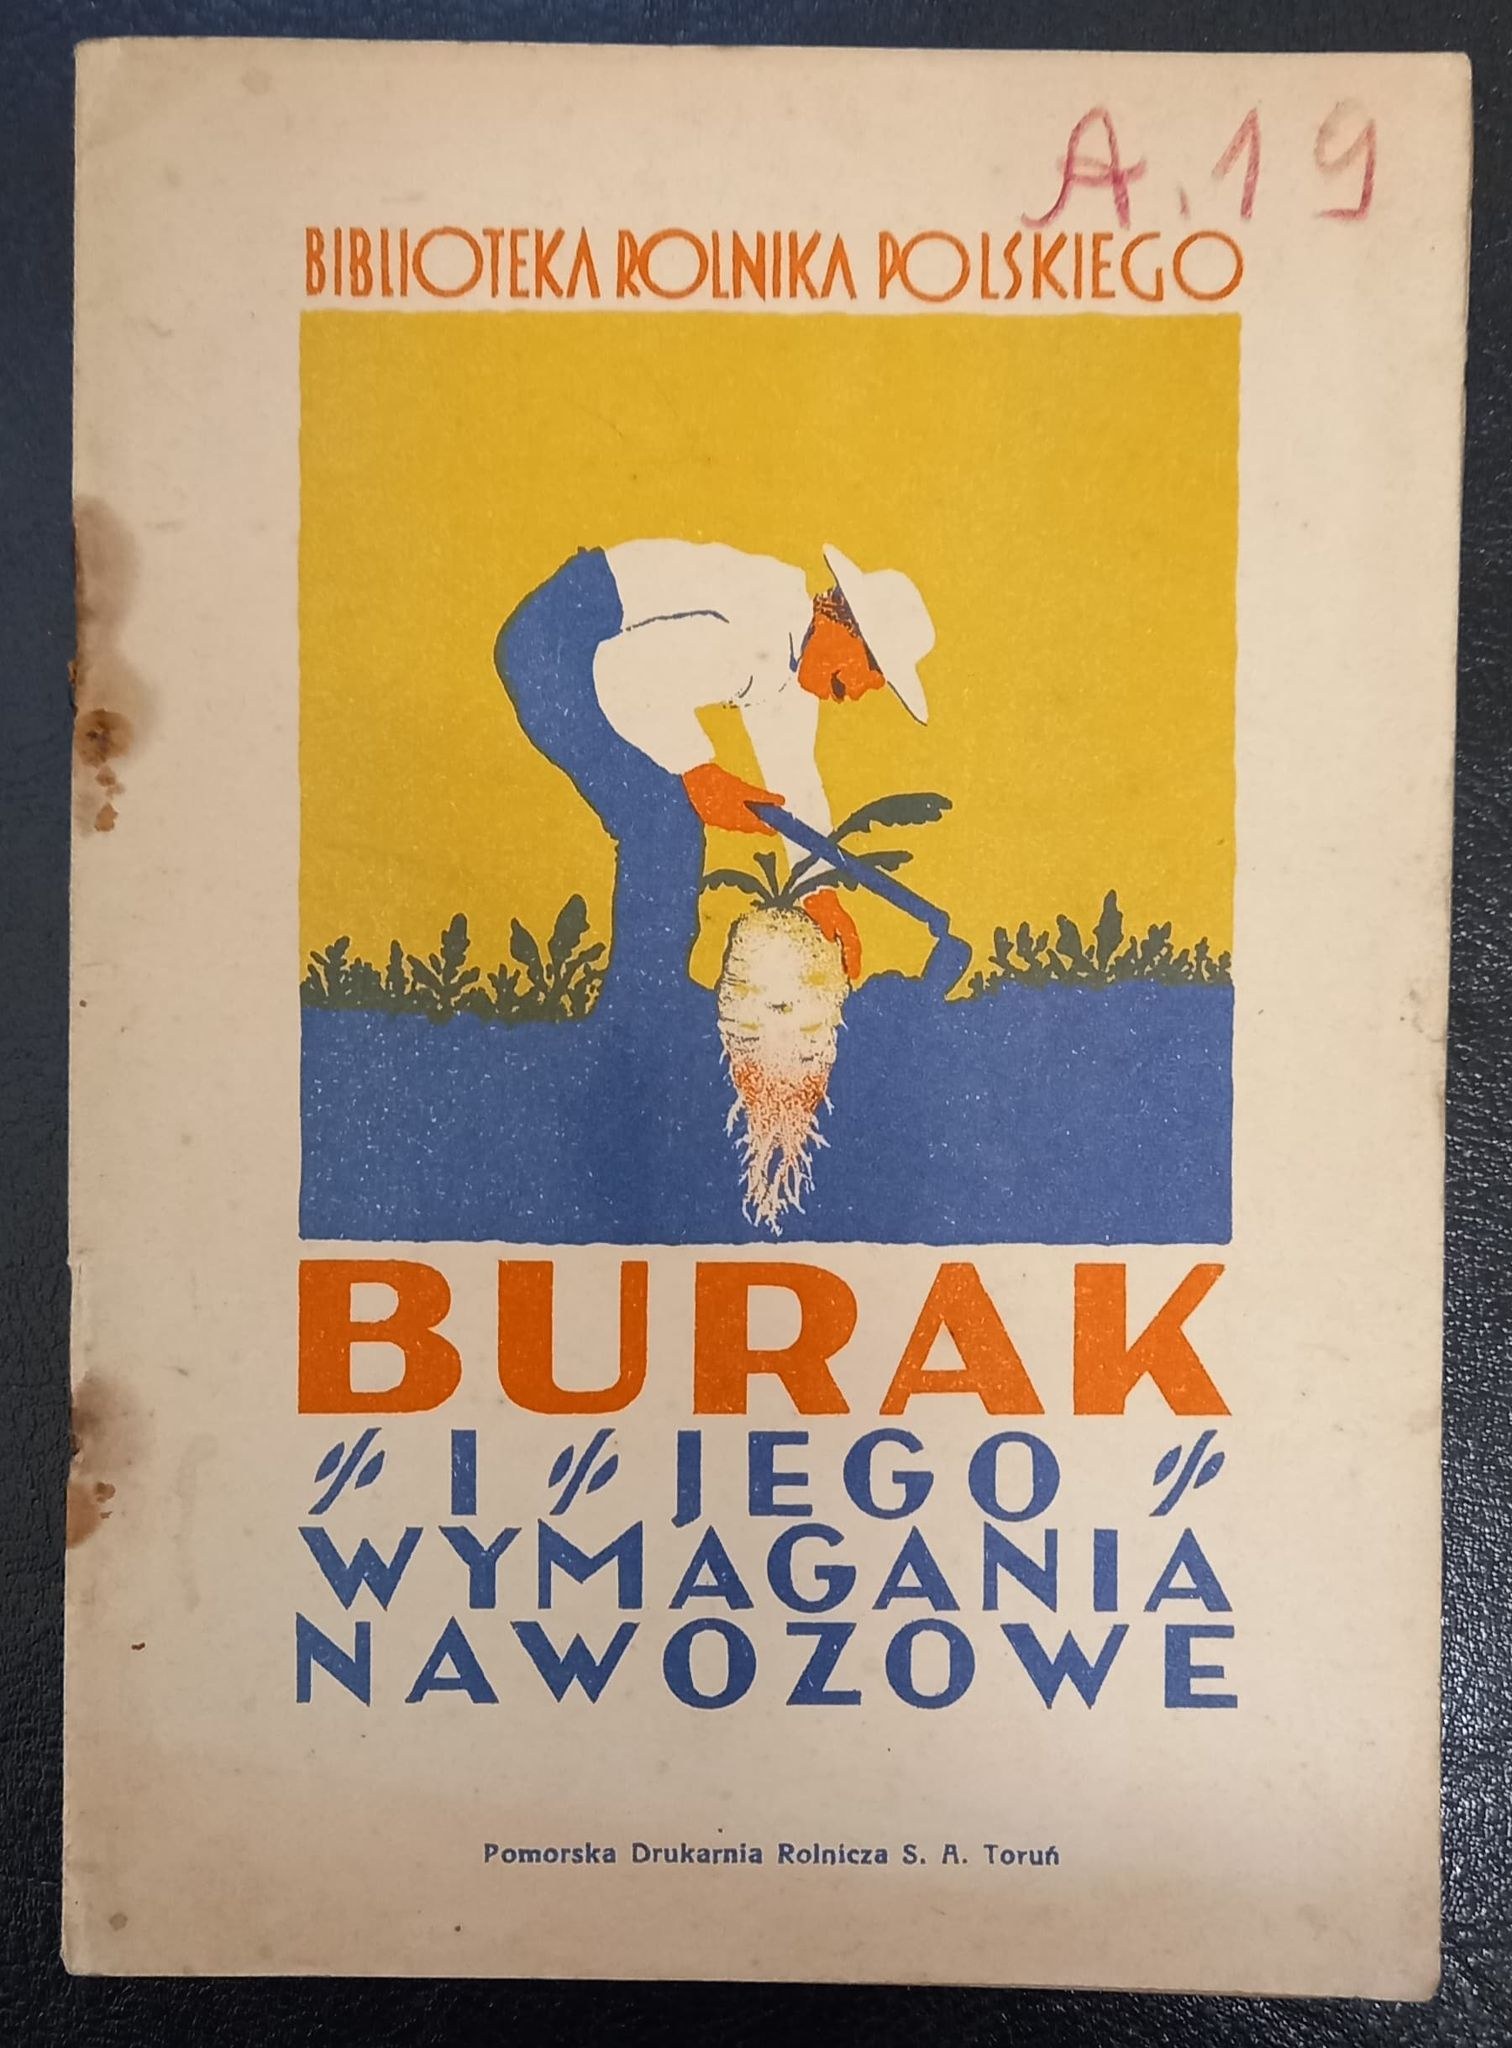 A. 19
BIBLIOTEKA ROLNIKA POLSKIEGO
BURAK
I JEGO
WYMAGANIA
NAWOZOWE
Pomorska Drukarnia Rolnicza S. A. Toruń